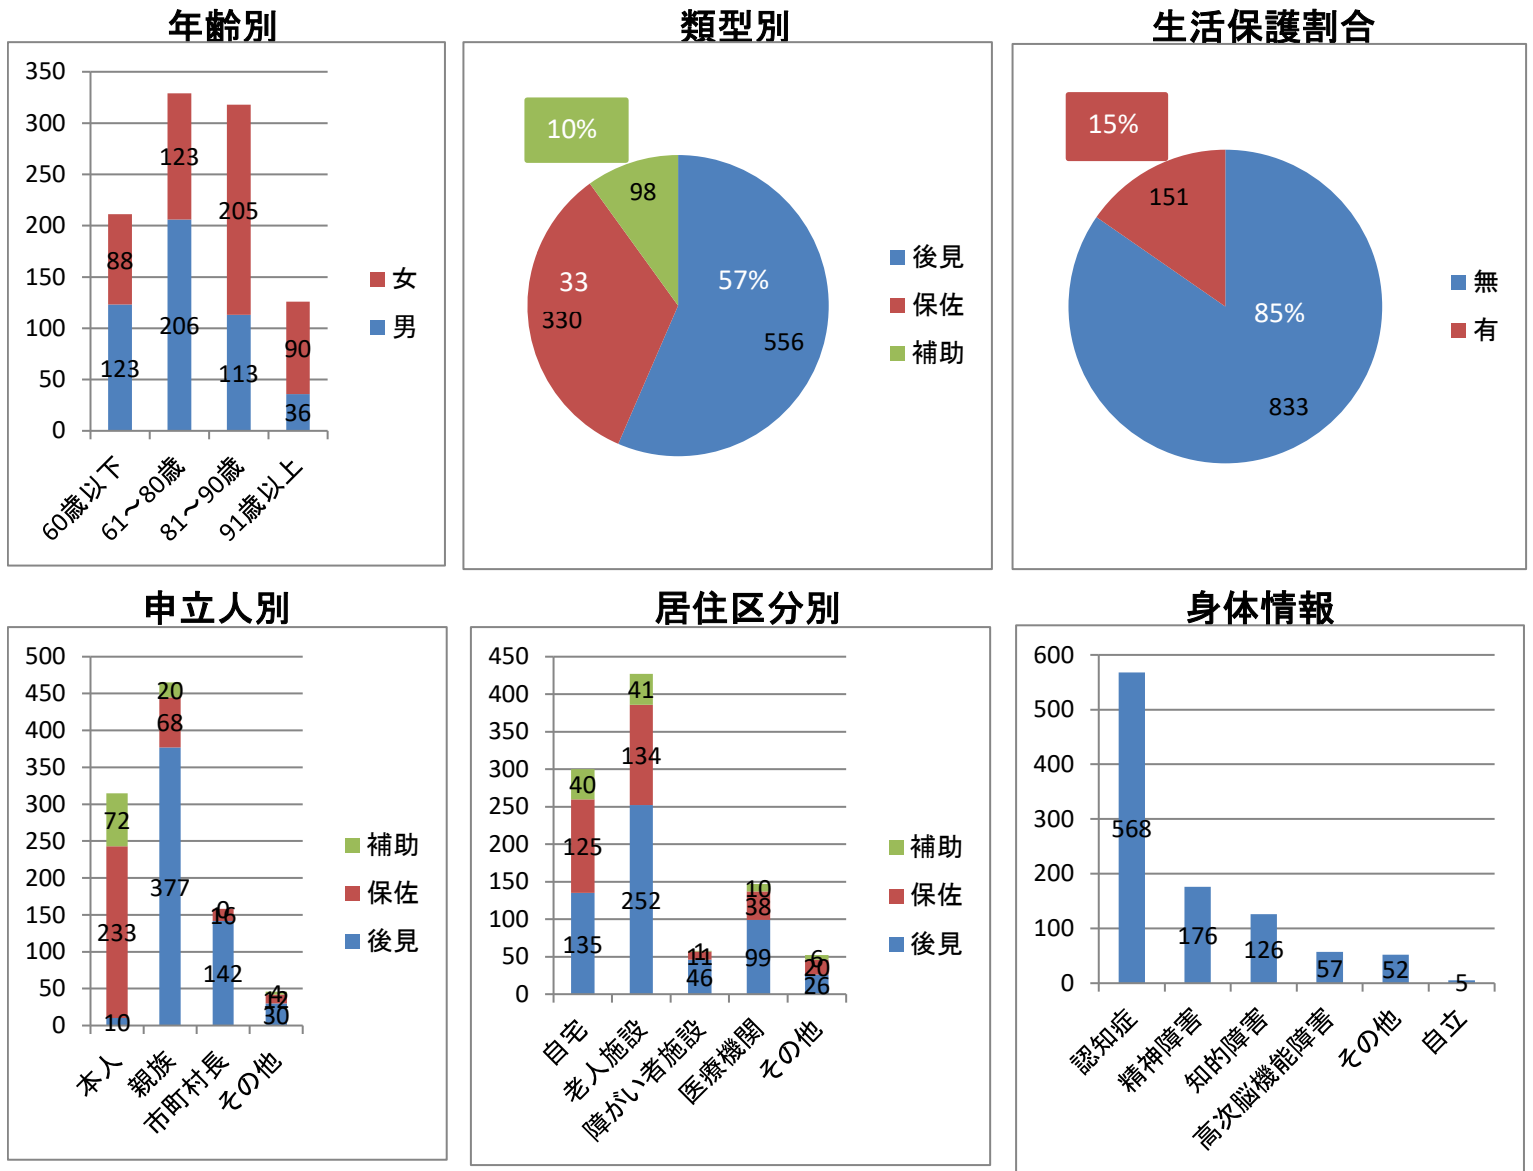 年齢別
350
300
250
200
150
100
50
0
123
205
88
206
90
123
113
36
女
男
60歳以下
61～80歳
81～90歳
91歳以上
類型別
10%
98
33
330
57%
556
後見
保佐
補助
生活保護割合
15%
151
85%
833
無
有
申立人別
500
450
400
350
300
250
200
150
100
50
0
20
68
72
377
0
16
233
142
4
12
30
10
補助
保佐
後見
本人
親族
市町村長
その他
居住区分別
450
400
350
300
250
200
150
100
50
0
41
134
40
125
252
135
10
38
99
1
11
46
6
20
26
補助
保佐
後見
自宅
老人施設
障がい者施設
医療機関
その他
身体情報
600
500
400
300
200
100
0
568
176
126
57
52
5
認知症
精神障害
知的障害
高次脳機能障害
その他
自立